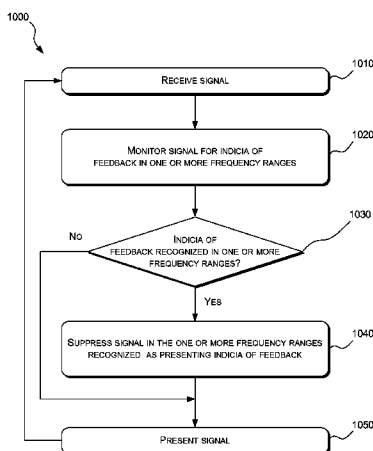 1000
RECEIVE SIGNAL
1010
MONITOR SIGNAL FOR INDICIA OF
FEEDBACK IN ONE OR MORE FREQUENCY RANGES
1020
INDICIA OF
FEEDBACK RECOGNIZED IN ONE OR MORE
FREQUENCY RANGES?
1030
NO
YES
SUPPRESS SIGNAL IN THE ONE OR MORE FREQUENCY RANGES
RECOGNIZED AS PRESENTING INDICIA OF FEEDBACK
1040
PRESENT SIGNAL
1050